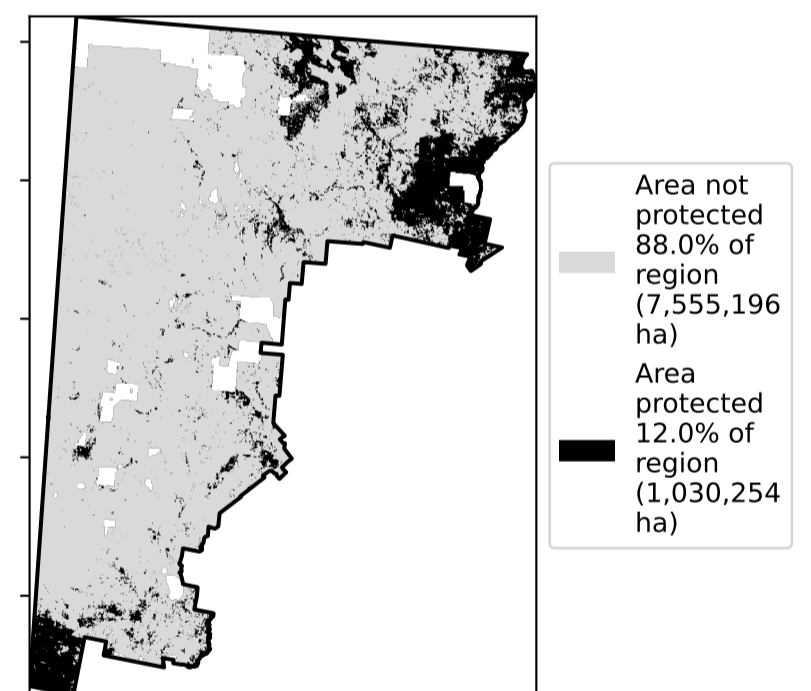 Area not
protected
88.0% of
region
(7,555,196
ha)
Area
protected
12.0% of
region
(1,030,254
ha)